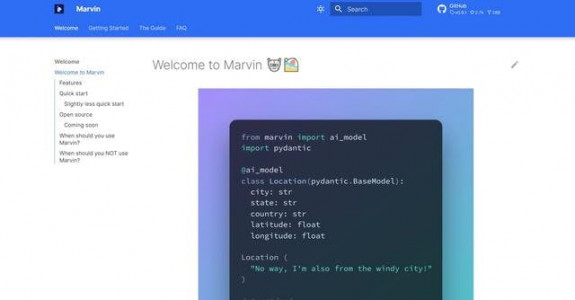 Marvin
Search
GitHub
Welcome
Getting Started
The Guide
FAQ
Welcome
Welcome to Marvin
Features
Quick start
Slightly less quick start
Open source
Coming soon
When should you use
Marvin?
When should you NOT use
Marvin?
Welcome to Marvin
from marvin import ai_model
import pydantic
@ai_model
class Location(pydantic.BaseModel):
city: str
state: str
country: str
latitude: float
longitude: float
Location (
"No way, I'm also from the windy city!"
)